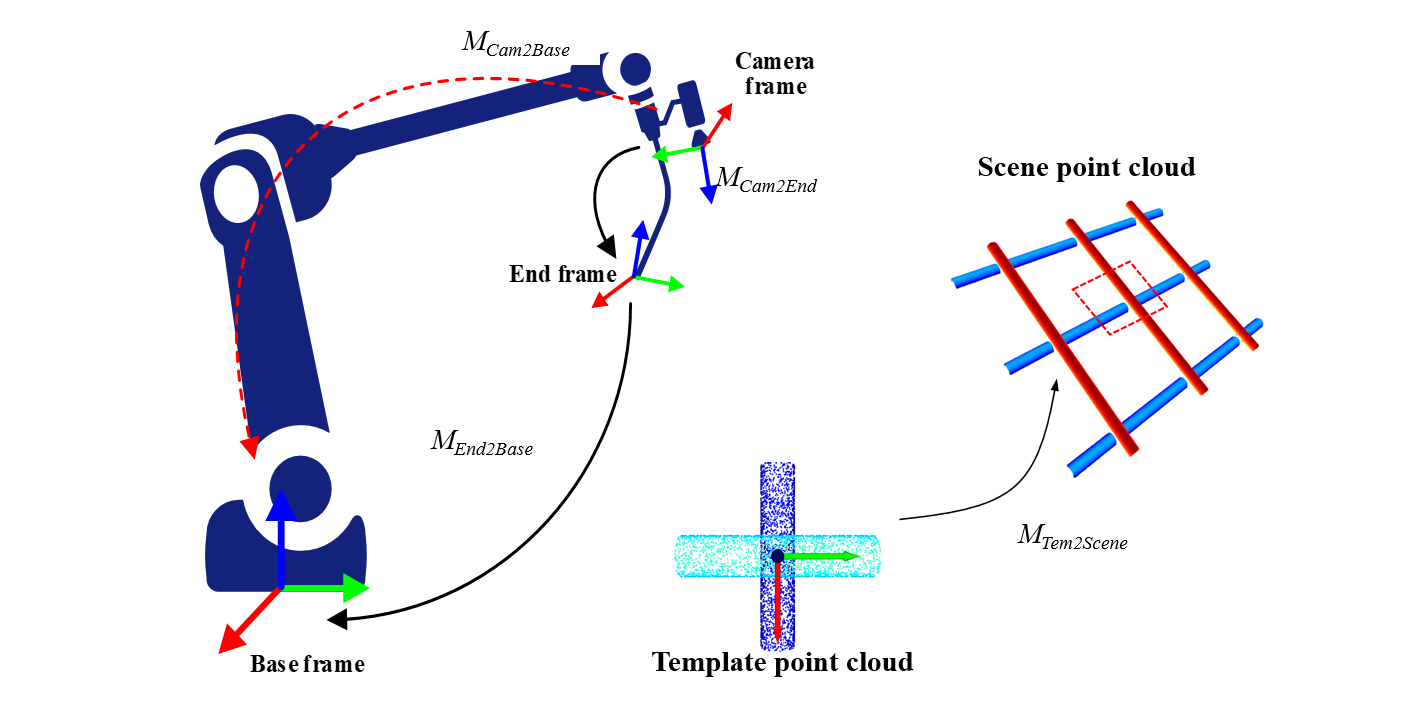 M_Cam2Base
Camera
frame
Scene point cloud
M_Cam2End
End frame
M_End2Base
M_Tem2Scene
Base frame
Template point cloud